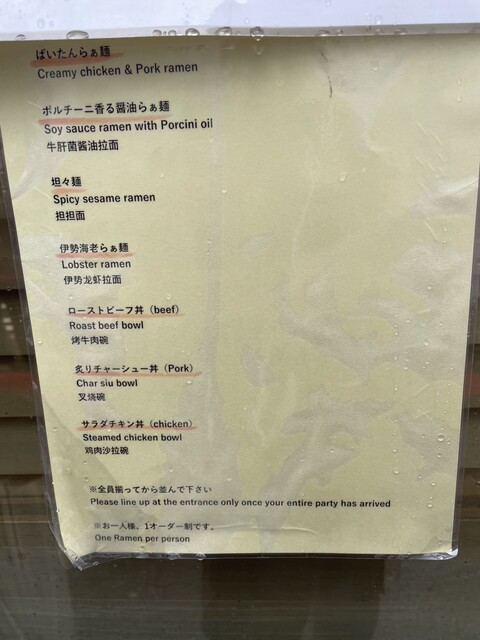 ぱいたんらぁ麺
Creamy chicken & Pork ramen
ポルチーニ香る醤油らぁ麺
Soy sauce ramen with Porcini oil
牛肝菌酱油拉面
坦々麺
Spicy sesame ramen
担担面
伊勢海老らぁ麺
Lobster ramen
伊势龙虾拉面
ローストビーフ丼（beef）
Roast beef bowl
烤牛肉碗
炙りチャーシュー丼（Pork）
Char siu bowl
叉烧碗
サラダチキン丼（chicken）
Steamed chicken bowl
鸡肉沙拉碗
※全員揃ってから並んで下さい
Please line up at the entrance only once your entire party has arrived
※お一人様、1オーダー制です。
One Ramen per person